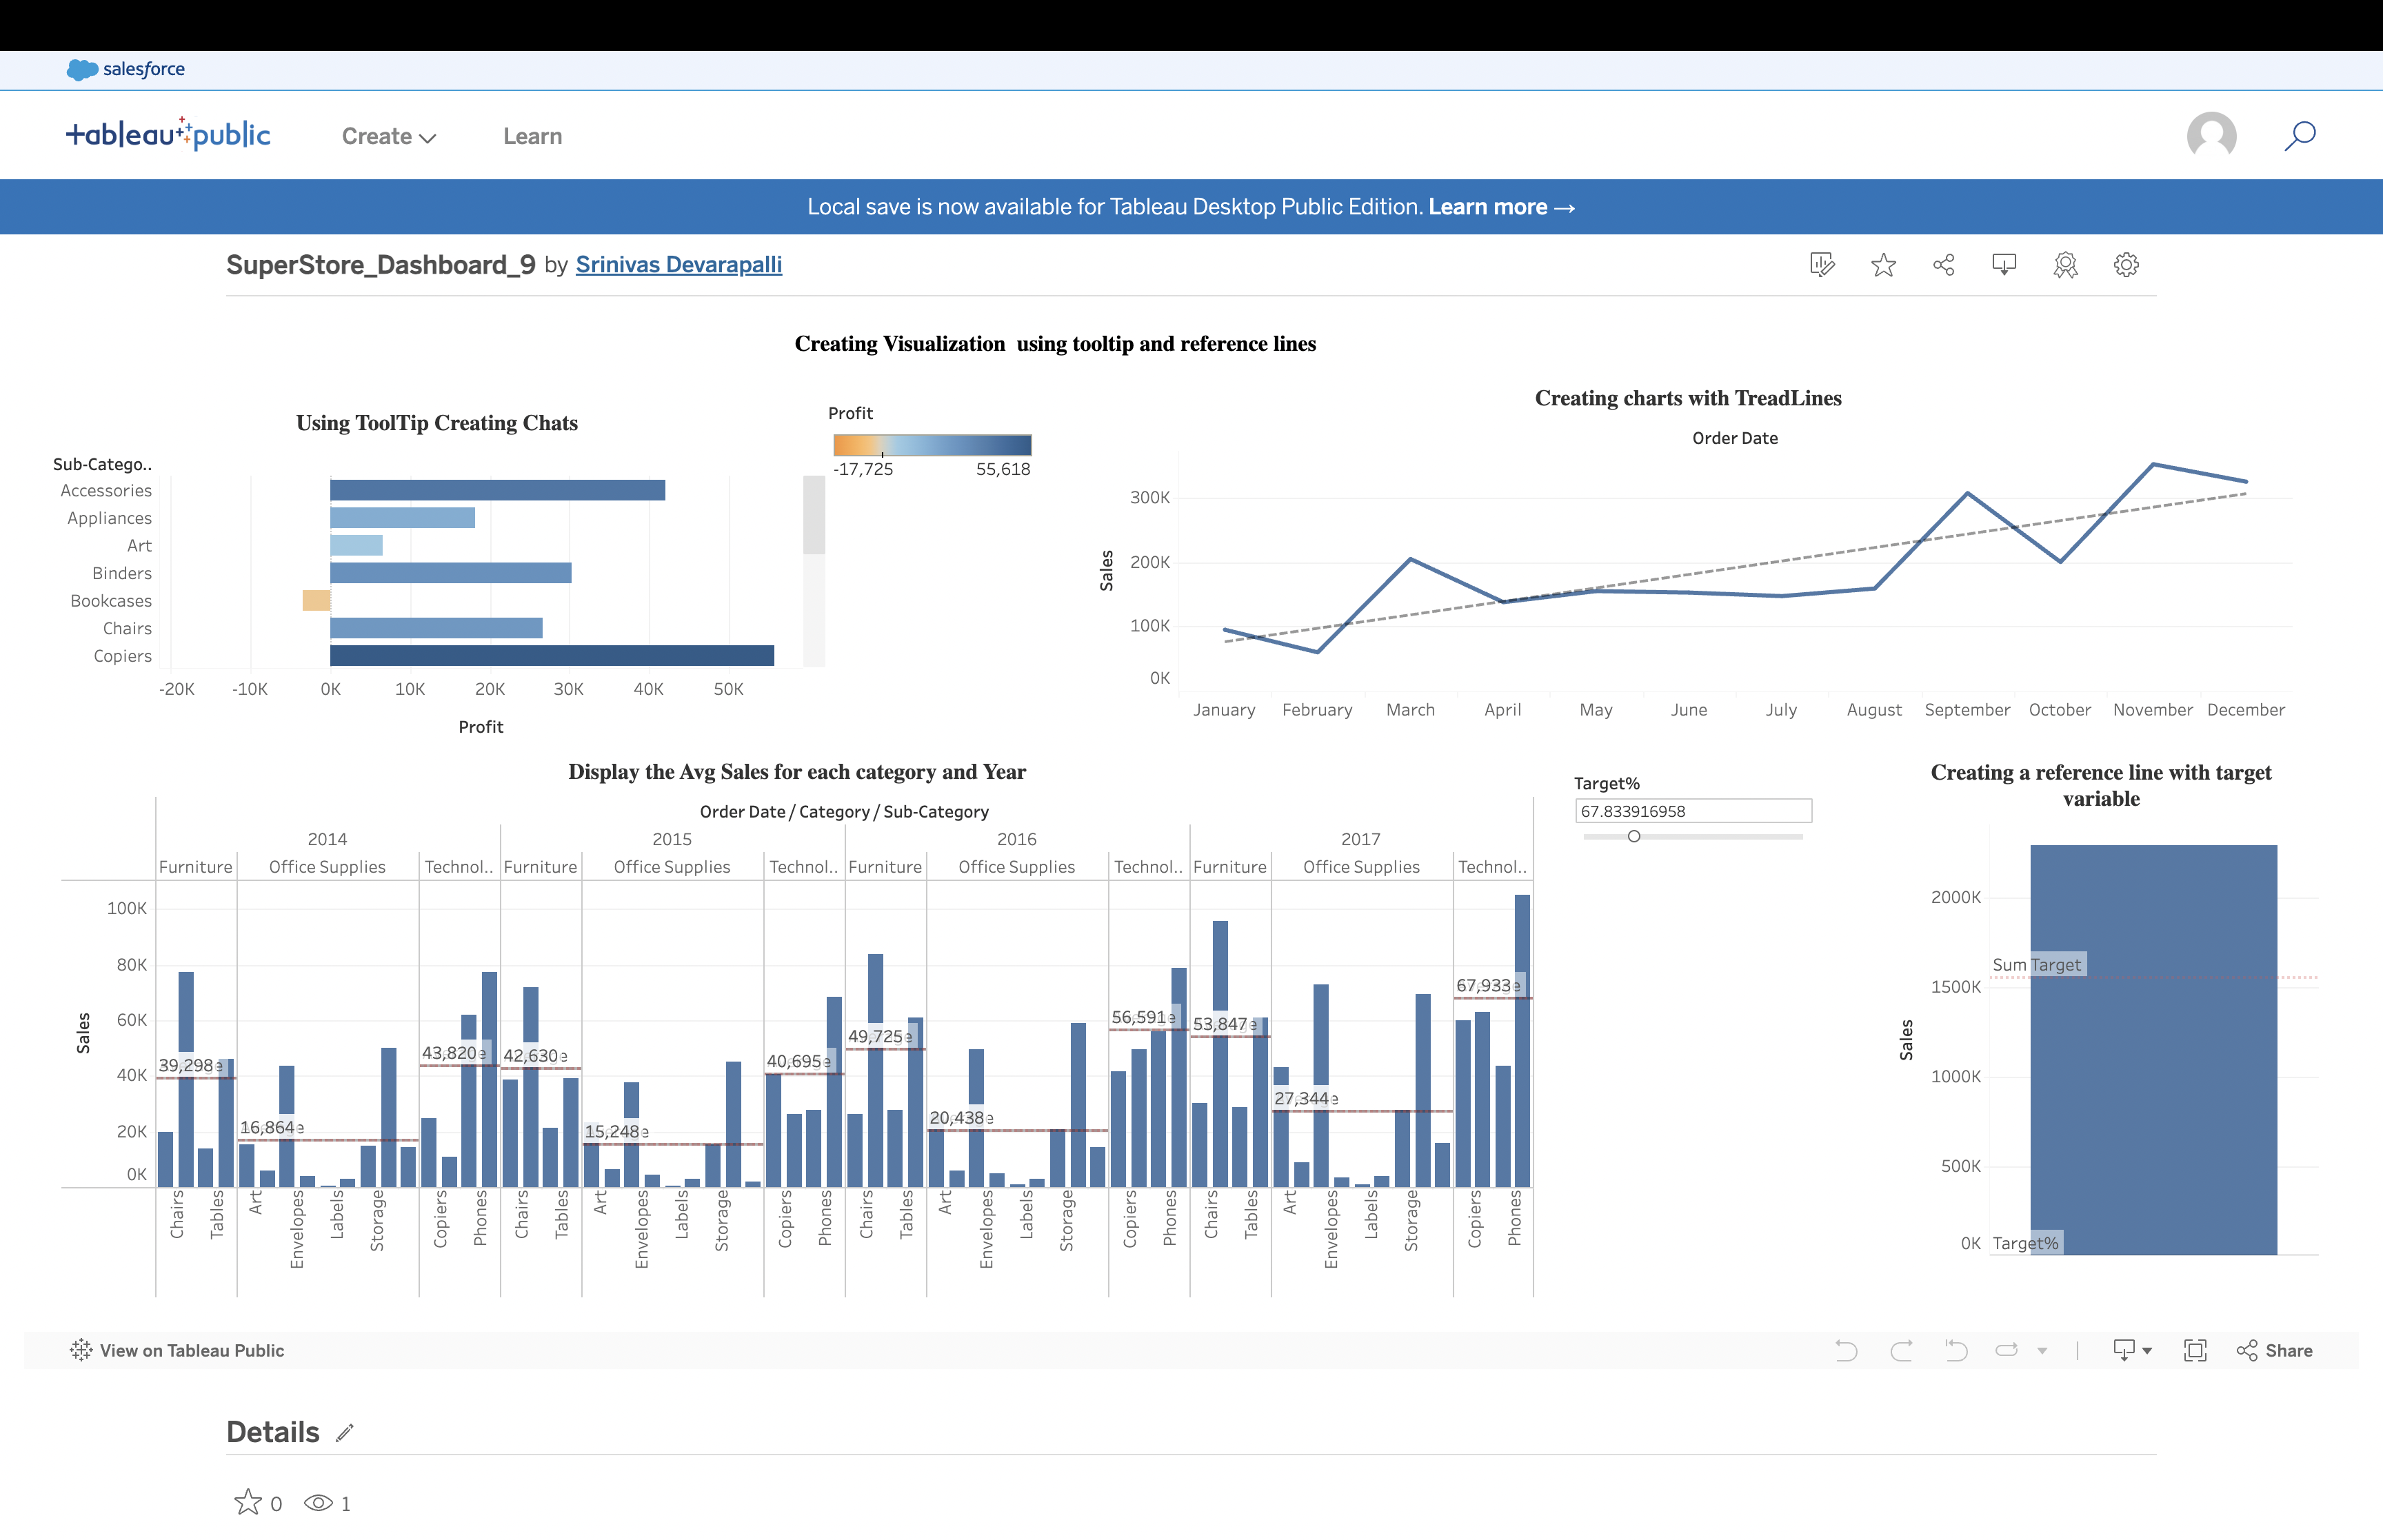 salesforce
tableau public
Create
Learn
Local save is now available for Tableau Desktop Public Edition. Learn more →
SuperStore_Dashboard_9 by Srinivas Devarapalli
Creating Visualization using tooltip and reference lines
Using ToolTip Creating Chats
Sub-Catego..
Accessories
Appliances
Art
Binders
Bookcases
Chairs
Copiers
-20K -10K 0K 10K 20K 30K 40K 50K
Profit
Profit
-17,725 55,618
Creating charts with TreadLines
Order Date
Sales
300K
200K
100K
0K
January February March April May June July August September October November December
Display the Avg Sales for each category and Year
Order Date / Category / Sub-Category
2014 2015 2016 2017
Furniture Office Supplies Technol.. Furniture Office Supplies Technol.. Furniture Office Supplies Technol.. Furniture Office Supplies Technol..
Sales
100K
80K
60K
40K
20K
0K
39,298
16,864
43,820
42,630
15,248
40,695
49,725
20,438
56,591
53,847
27,344
67,933
Chairs Tables Art Envelopes Labels Storage Copiers Phones Chairs Tables Art Envelopes Labels Storage Copiers Phones Chairs Tables Art Envelopes Labels Storage Copiers Phones Chairs Tables Art Envelopes Labels Storage Copiers Phones
Target%
67.833916958
Creating a reference line with target
variable
Sales
2000K
1500K
1000K
500K
0K
Sum Target
Target%
View on Tableau Public
Share
Details
0 1